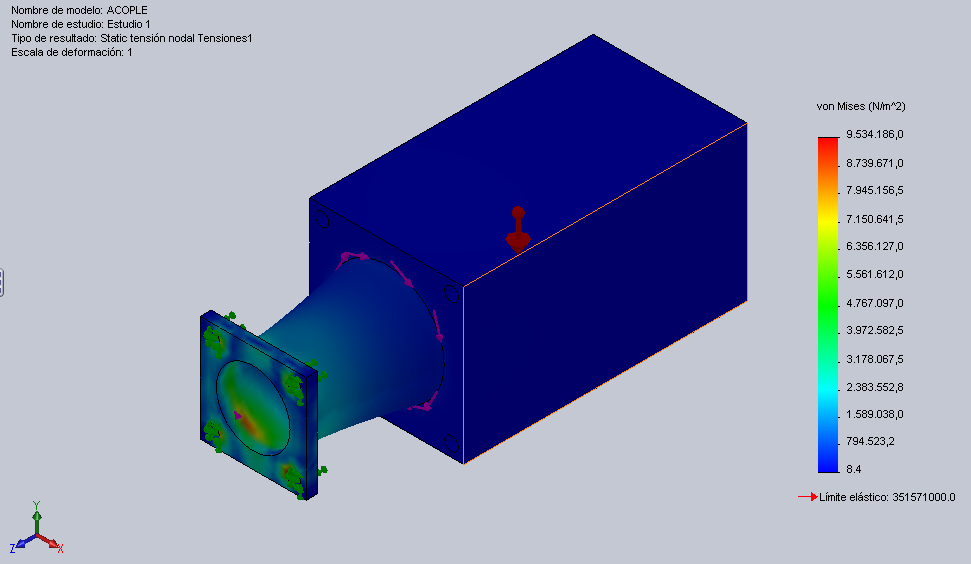 Nombre de modelo: ACOPLE
Nombre de estudio: Estudio 1
Tipo de resultado: Static tensión nodal Tensiones1
Escala de deformación: 1
von Mises (N/m^2)
9.534.186,0
8.739.671,0
7.945.156,5
7.150.641,5
6.356.127,0
5.561.612,0
4.767.097,0
3.972.582,5
3.178.067,5
2.383.552,8
1.589.038,0
794.523,2
8.4
Límite elástico: 351571000.0
Y
Z
X